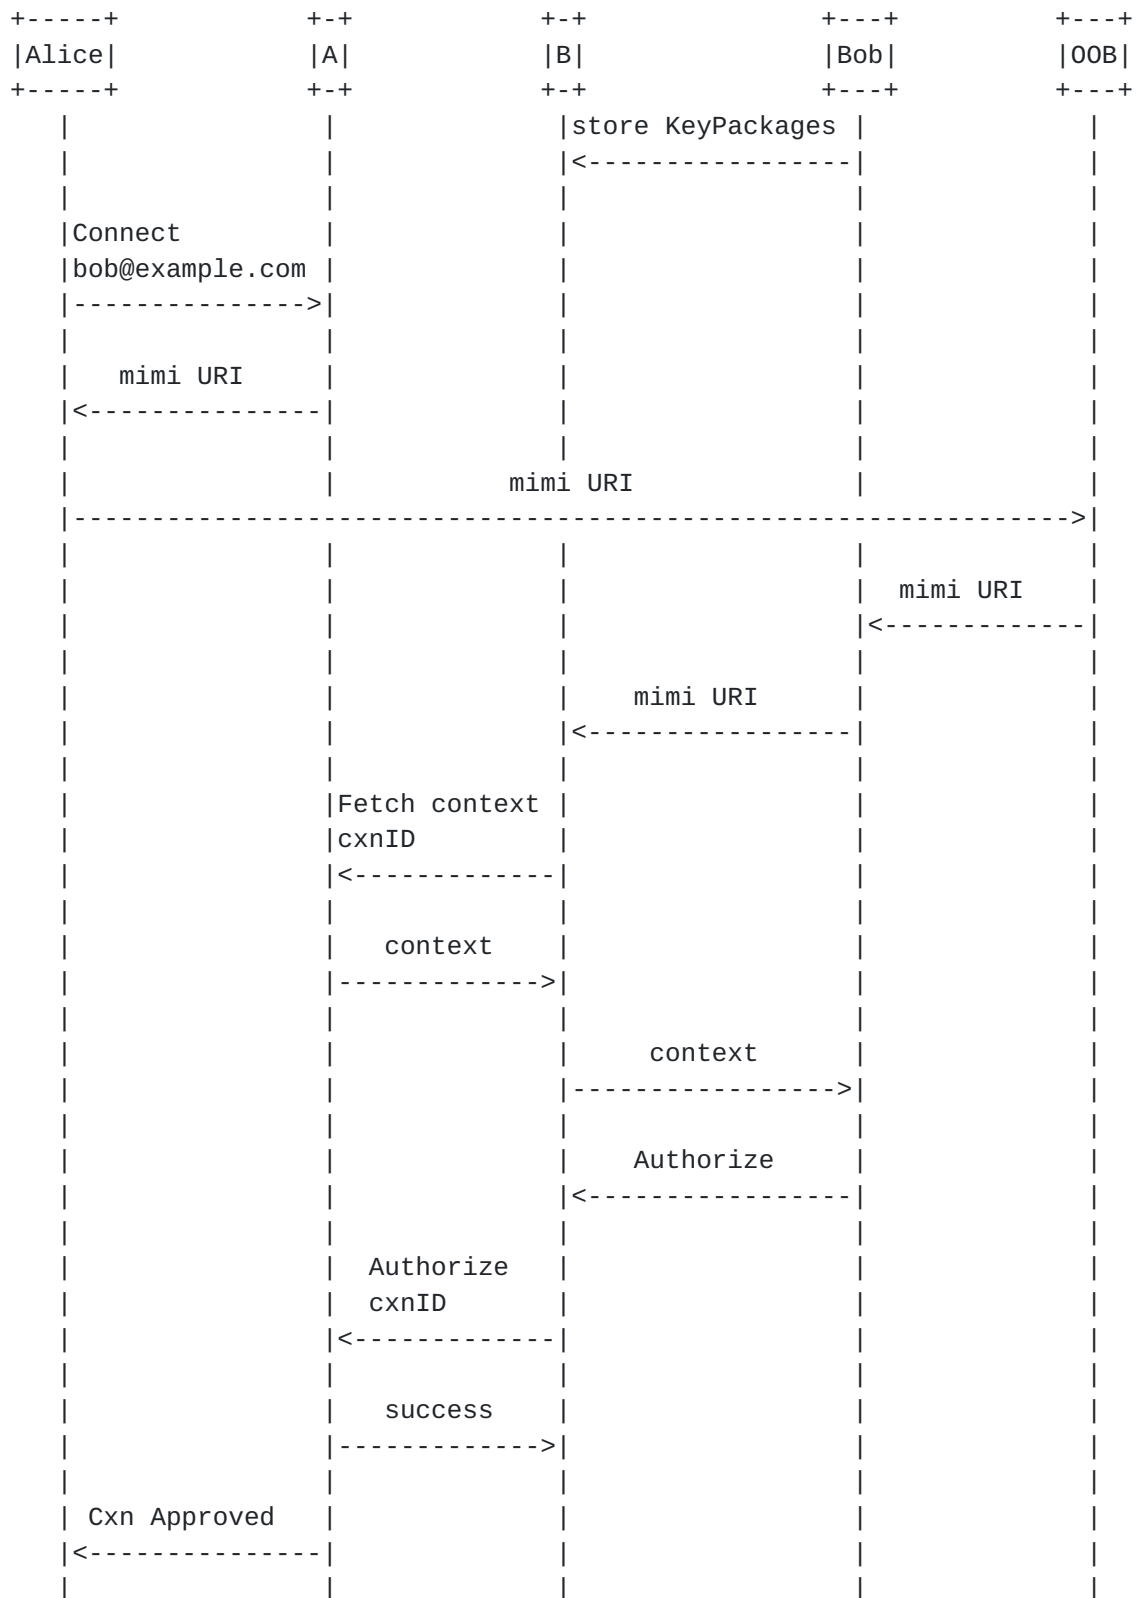 Alice A B Bob OOB
store KeyPackages
Connect
bob@example.com
mimi URI
mimi URI
mimi URI
mimi URI
Fetch context
cxnID
context
context
Authorize
Authorize
cxnID
success
Cxn Approved